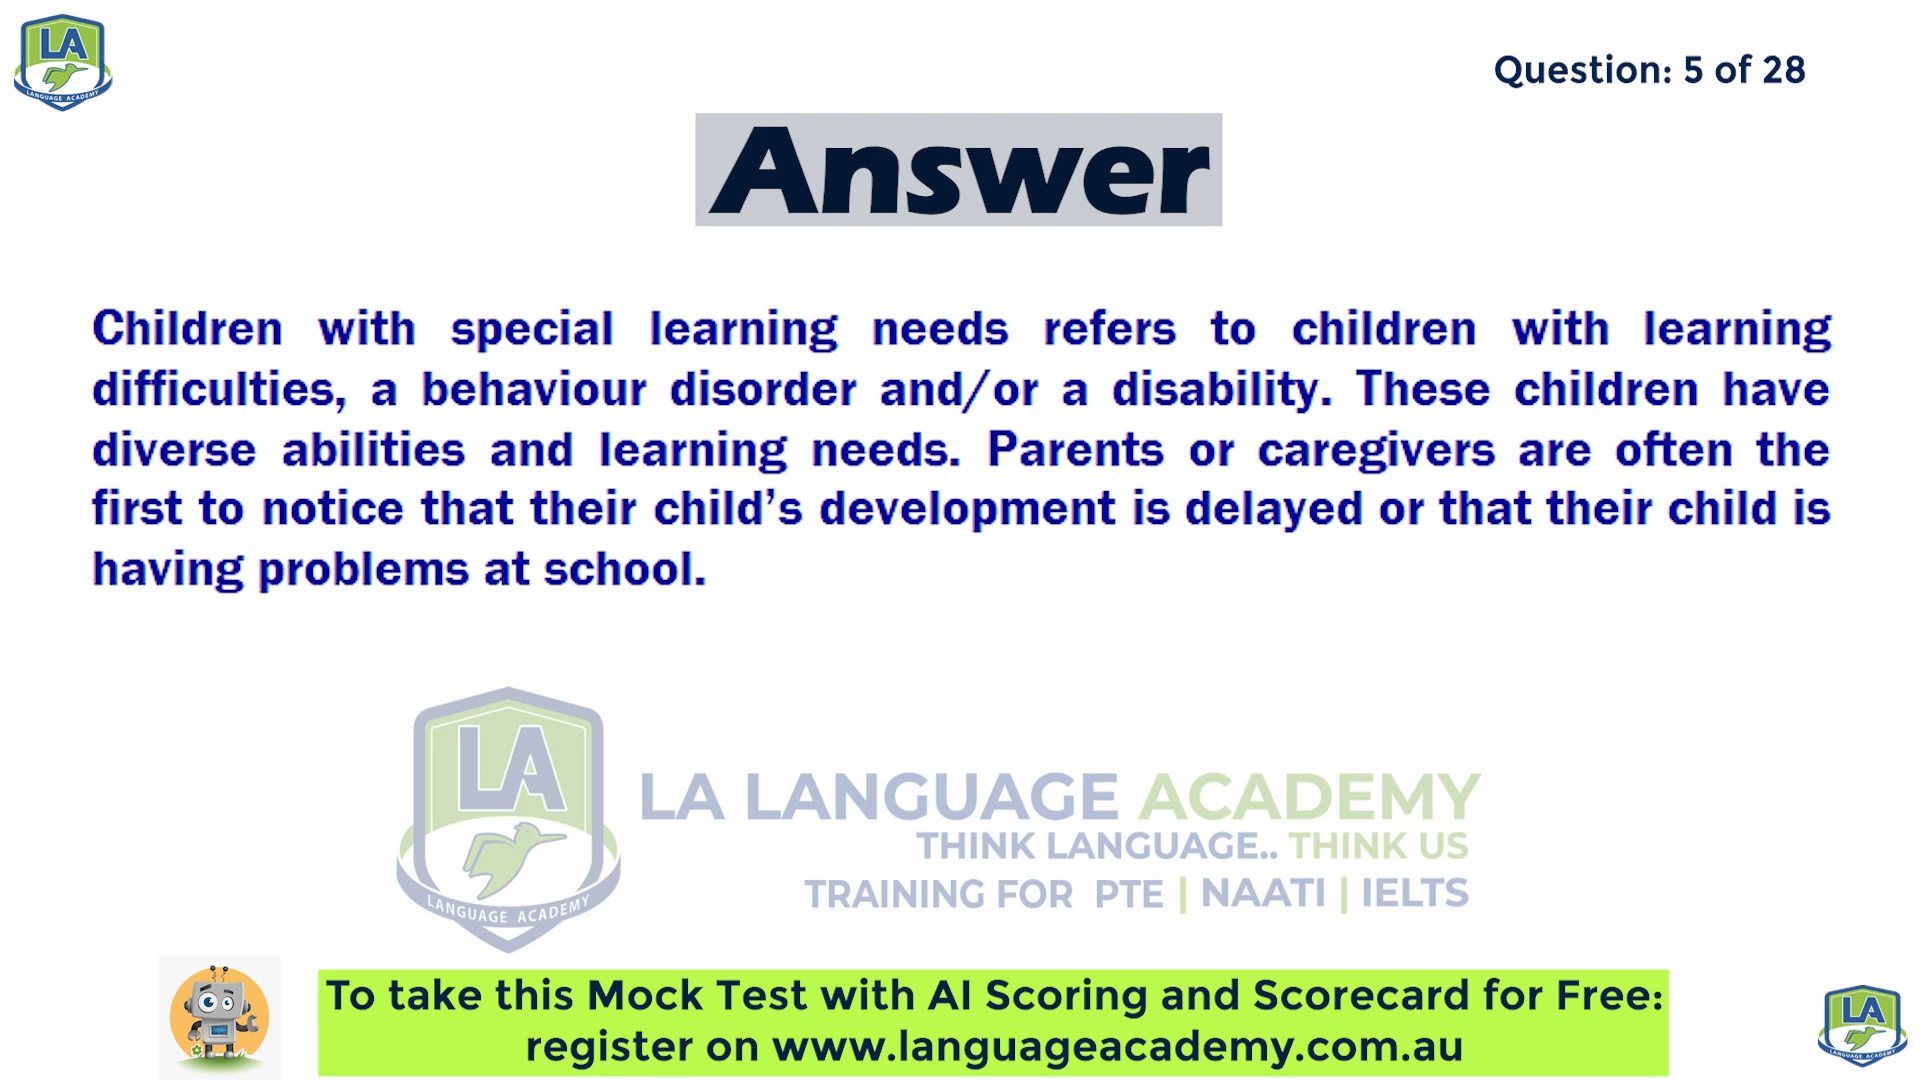 LA
LANGUAGE ACADEMY
Question: 5 of 28
Answer
Children with special learning needs refers to children with learning
difficulties, a behaviour disorder and/or a disability. These children have
diverse abilities and learning needs. Parents or caregivers are often the
first to notice that their child’s development is delayed or that their child is
having problems at school.
LA
LANGUAGE ACADEMY
LA LANGUAGE ACADEMY
THINK LANGUAGE.. THINK US
TRAINING FOR PTE | NAATI | IELTS
To take this Mock Test with AI Scoring and Scorecard for Free:
register on www.languageacademy.com.au
LA
LANGUAGE ACADEMY